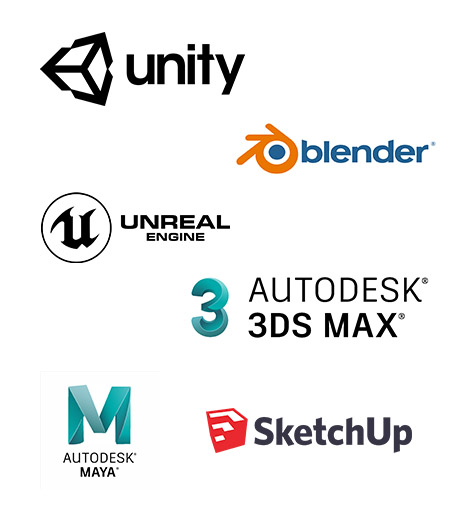 unity
blender®
UNREAL
ENGINE
AUTODESK®
3DS MAX®
AUTODESK®
MAYA®
SketchUp